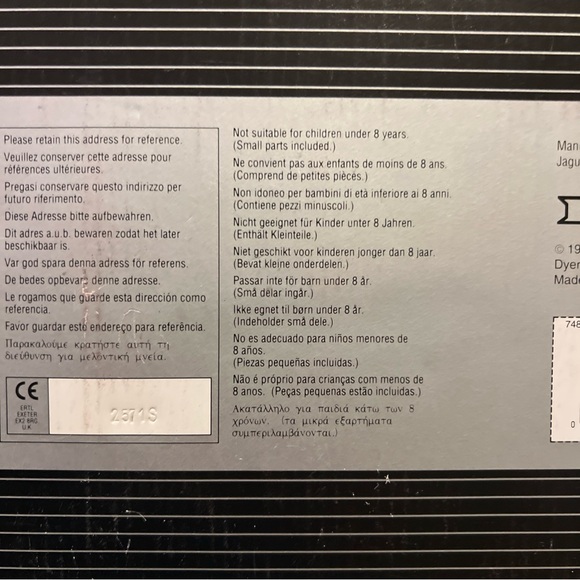 Please retain this address for reference.
Veuillez conserver cette adresse pour
références ultérieures.
Pregasi conservare questo indirizzo per
futuro riferimento.
Diese Adresse bitte aufbewahren.
Dit adres a.u.b. bewaren zodat het later
beschikbaar is.
Var god spara denna adress för referens.
De bedes opbevare denne adresse.
Le rogamos que guarde esta dirección como
referencia.
Favor guardar este endereço para referência.
Παρακαλούμε κρατήστε αυτή τη
διεύθυνση για μελοντική μνεία.
CE
ERTL
EXETER
EX2 8RG
U.K
2571S
Not suitable for children under 8 years.
(Small parts included.)
Ne convient pas aux enfants de moins de 8 ans.
(Comprend de petites pièces.)
Non idoneo per bambini di età inferiore ai 8 anni.
(Contiene pezzi minuscoli.)
Nicht geeignet für Kinder unter 8 Jahren.
(Enthält Kleinteile.)
Niet geschikt voor kinderen jonger dan 8 jaar.
(Bevat kleine onderdelen.)
Passar inte för barn under 8 år.
(Små delar ingår.)
Ikke egnet til børn under 8 år.
(Indeholder små dele.)
No es adecuado para niños menores de
8 años.
(Piezas pequeñas incluidas.)
Não é próprio para crianças com menos de
8 anos. (Peças pequenas estão incluidas.)
Ακατάλληλο για παιδιά κάτω των 8
χρόνων. (τα μικρά εξαρτήματα
συμπεριλαμβάνονται.)
Man
Jagu
© 19
Dyer
Made
748
0